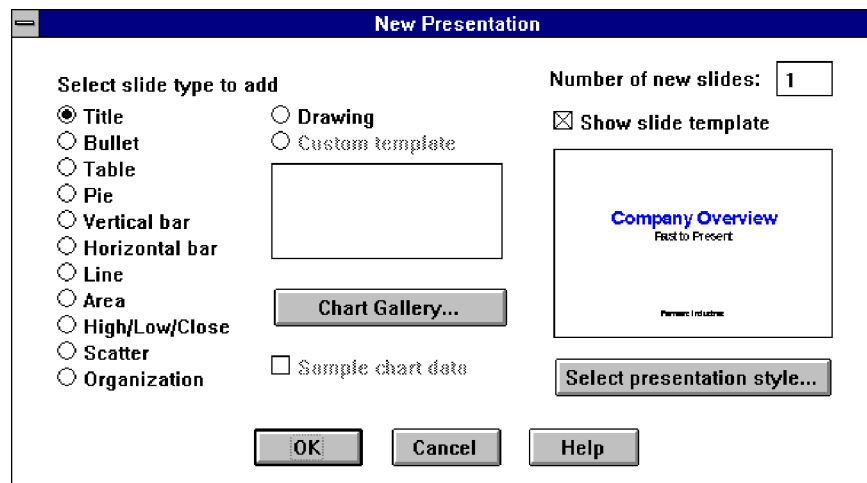 New Presentation
Select slide type to add
Title
Bullet
Table
Pie
Vertical bar
Horizontal bar
Line
Area
High/Low/Close
Scatter
Organization
Drawing
Custom template
Chart Gallery...
Sample chart data
Number of new slides: 1
Show slide template
Company Overview
Past to Present
Select presentation style...
OK
Cancel
Help